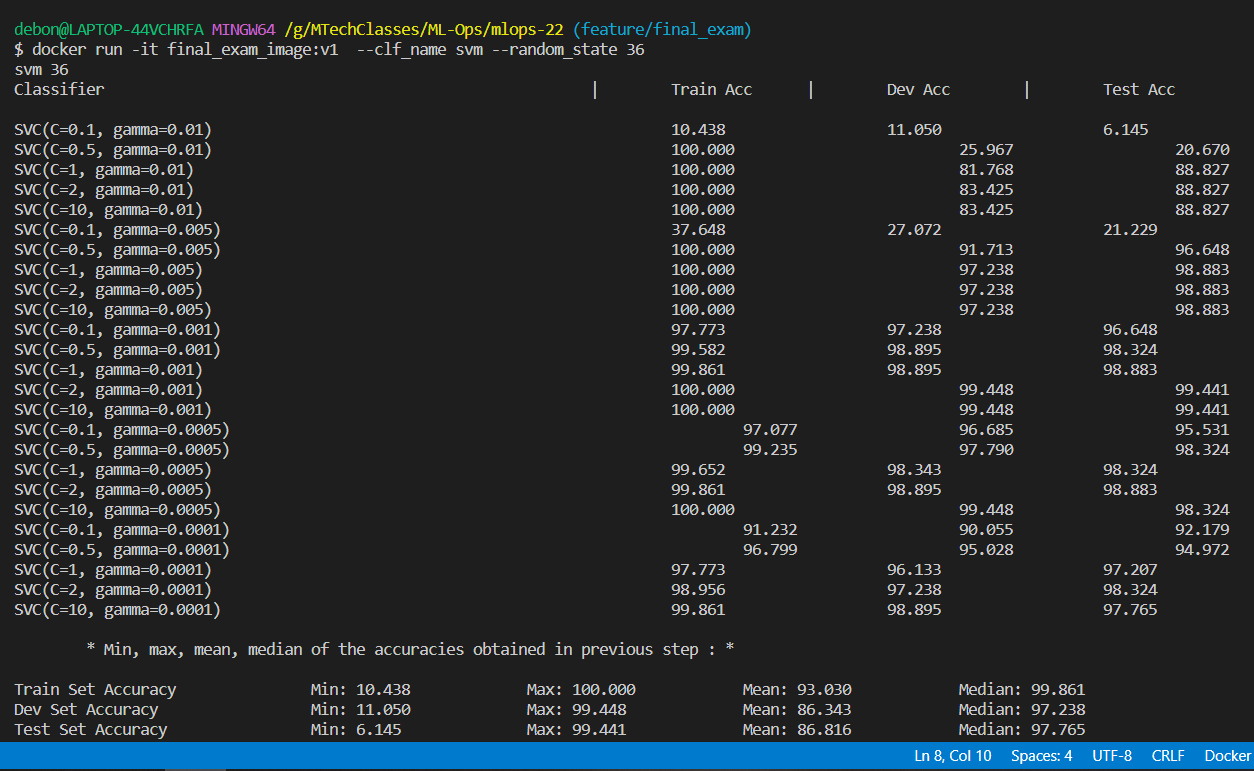 debon@LAPTOP-44VCHRFA MINGW64 /g/MTechClasses/ML-Ops/mlops-22 (feature/final_exam)
$ docker run -it final_exam_image:v1  --clf_name svm --random_state 36
svm 36
Classifier | Train Acc | Dev Acc | Test Acc
SVC(C=0.1, gamma=0.01) 10.438 11.050 6.145
SVC(C=0.5, gamma=0.01) 100.000 25.967 20.670
SVC(C=1, gamma=0.01) 100.000 81.768 88.827
SVC(C=2, gamma=0.01) 100.000 83.425 88.827
SVC(C=10, gamma=0.01) 100.000 83.425 88.827
SVC(C=0.1, gamma=0.005) 37.648 27.072 21.229
SVC(C=0.5, gamma=0.005) 100.000 91.713 96.648
SVC(C=1, gamma=0.005) 100.000 97.238 98.883
SVC(C=2, gamma=0.005) 100.000 97.238 98.883
SVC(C=10, gamma=0.005) 100.000 97.238 98.883
SVC(C=0.1, gamma=0.001) 97.773 97.238 96.648
SVC(C=0.5, gamma=0.001) 99.582 98.895 98.324
SVC(C=1, gamma=0.001) 99.861 98.895 98.883
SVC(C=2, gamma=0.001) 100.000 99.448 99.441
SVC(C=10, gamma=0.001) 100.000 99.448 99.441
SVC(C=0.1, gamma=0.0005) 97.077 96.685 95.531
SVC(C=0.5, gamma=0.0005) 99.235 97.790 98.324
SVC(C=1, gamma=0.0005) 99.652 98.343 98.324
SVC(C=2, gamma=0.0005) 99.861 98.895 98.883
SVC(C=10, gamma=0.0005) 100.000 99.448 98.324
SVC(C=0.1, gamma=0.0001) 91.232 90.055 92.179
SVC(C=0.5, gamma=0.0001) 96.799 95.028 94.972
SVC(C=1, gamma=0.0001) 97.773 96.133 97.207
SVC(C=2, gamma=0.0001) 98.956 97.238 98.324
SVC(C=10, gamma=0.0001) 99.861 98.895 97.765
* Min, max, mean, median of the accuracies obtained in previous step : *
Train Set Accuracy Min: 10.438 Max: 100.000 Mean: 93.030 Median: 99.861
Dev Set Accuracy Min: 11.050 Max: 99.448 Mean: 86.343 Median: 97.238
Test Set Accuracy Min: 6.145 Max: 99.441 Mean: 86.816 Median: 97.765
Ln 8, Col 10 Spaces: 4 UTF-8 CRLF Docker